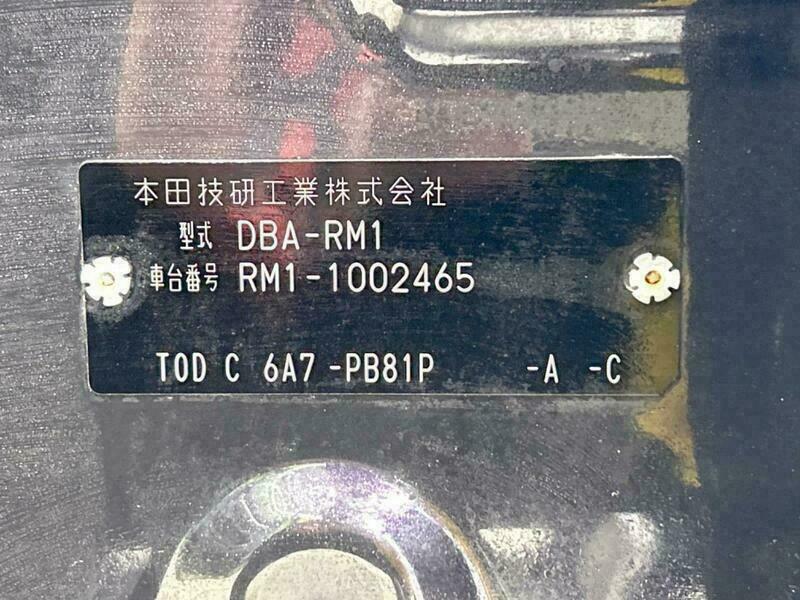 本田技研工業株式会社
型式 DBA-RM1
車台番号 RM1-1002465
TOD C 6A7 -PB81P -A -C